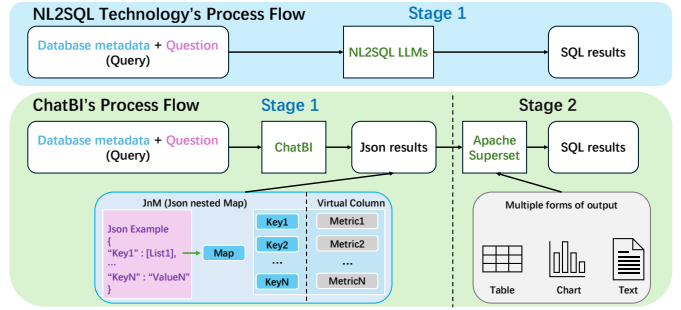 NL2SQL Technology's Process Flow
Stage 1
Database metadata + Question
(Query)
NL2SQL LLMs
SQL results
ChatBI's Process Flow
Stage 1
Stage 2
Database metadata + Question
(Query)
ChatBI
Json results
Apache
Superset
SQL results
JnM (Json nested Map)
Virtual Column
Json Example
{
"Key1" : [List1],
...
"KeyN" : "ValueN"
}
Map
Key1
Key2
...
KeyN
Metric1
Metric2
...
MetricN
Multiple forms of output
Table
Chart
Text